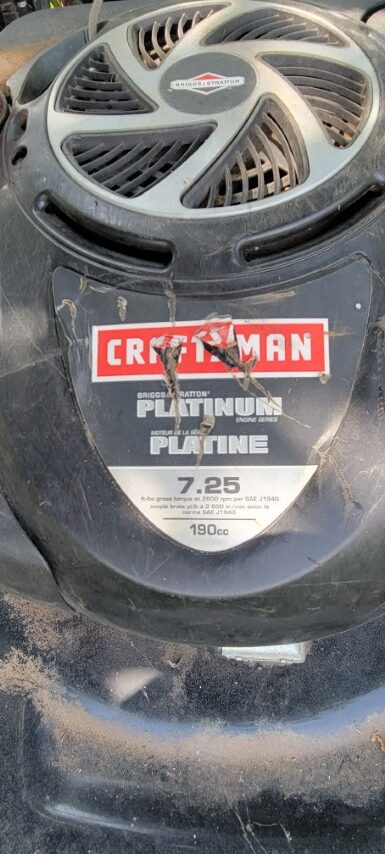 BRIGGS & STRATTON
CRAFTSMAN
BRIGGS & STRATTON
PLATINUM
ENGINE SERIES
MOTEUR DE LA SÉRIE
PLATINE
7.25
ft-lbs gross torque at 2600 rpm per SAE J1940
couple brute pi-lb à 2 600 tr/min selon la
norme SAE J1940
190cc